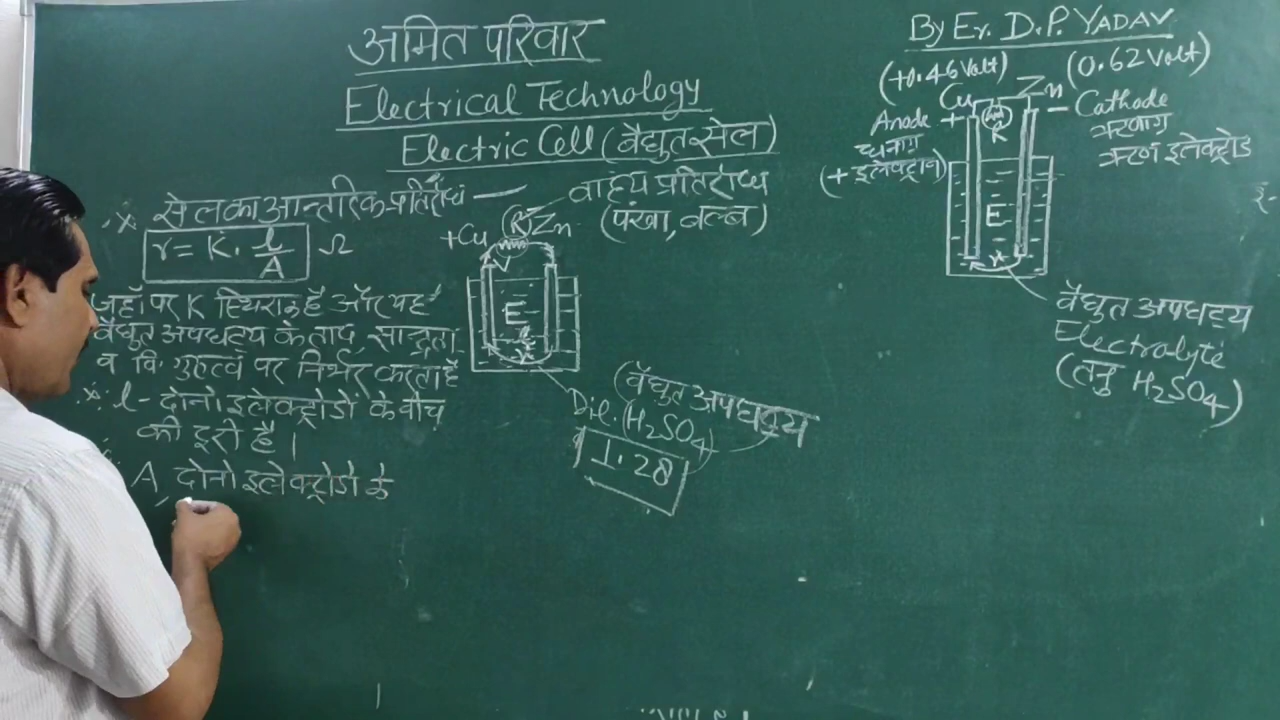 अमित परिवार
By Er. D.P. YADAV
Electrical Technology
Electric Cell (वैधुत सेल)
सेल का आन्तरिक प्रतिरोध —
r = K. l/A Ω
जहाँ पर K स्थिरांक है और यह
वैधुत अपघट्य के ताप, सान्द्रता
व वि. गुरुत्व पर निर्भर करता है
l - दोनो इलेक्ट्रोडों के बीच
की दूरी है।
A, दोनो इलेक्ट्रोडो के
वाह्य प्रतिरोध
(पंखा, बल्ब)
+Cu
R
Zn
E
r
(वैधुत अपघट्य
Dil. (H₂SO₄)
1.28
(+0.46 Volt)
(0.62 Volt)
Cu
Zn
Anode +
- Cathode
R
ऋणाग्र
धनाग्र
ऋण इलेक्ट्रोड
E
r
वैधुत अपघट्य
Electralyte
(तनु H₂SO₄)